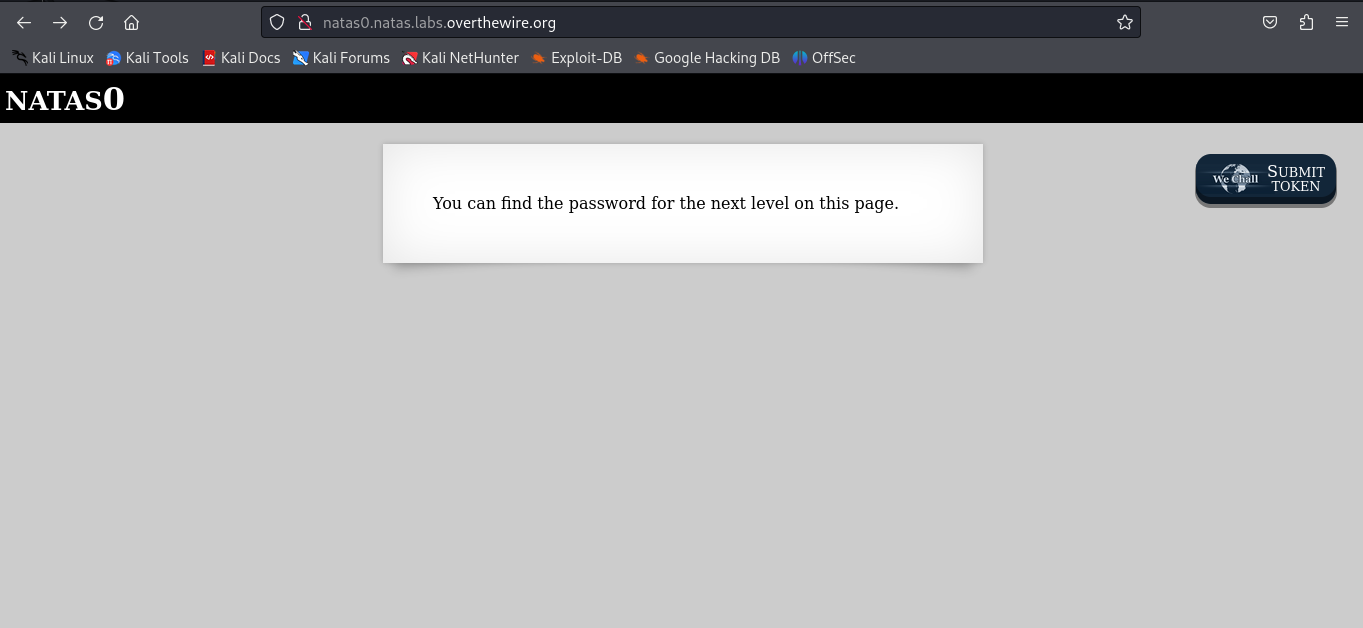 natas0.natas.labs.overthewire.org
Kali Linux Kali Tools Kali Docs Kali Forums Kali NetHunter Exploit-DB Google Hacking DB OffSec
NATAS0
You can find the password for the next level on this page.
We Chall SUBMIT
TOKEN